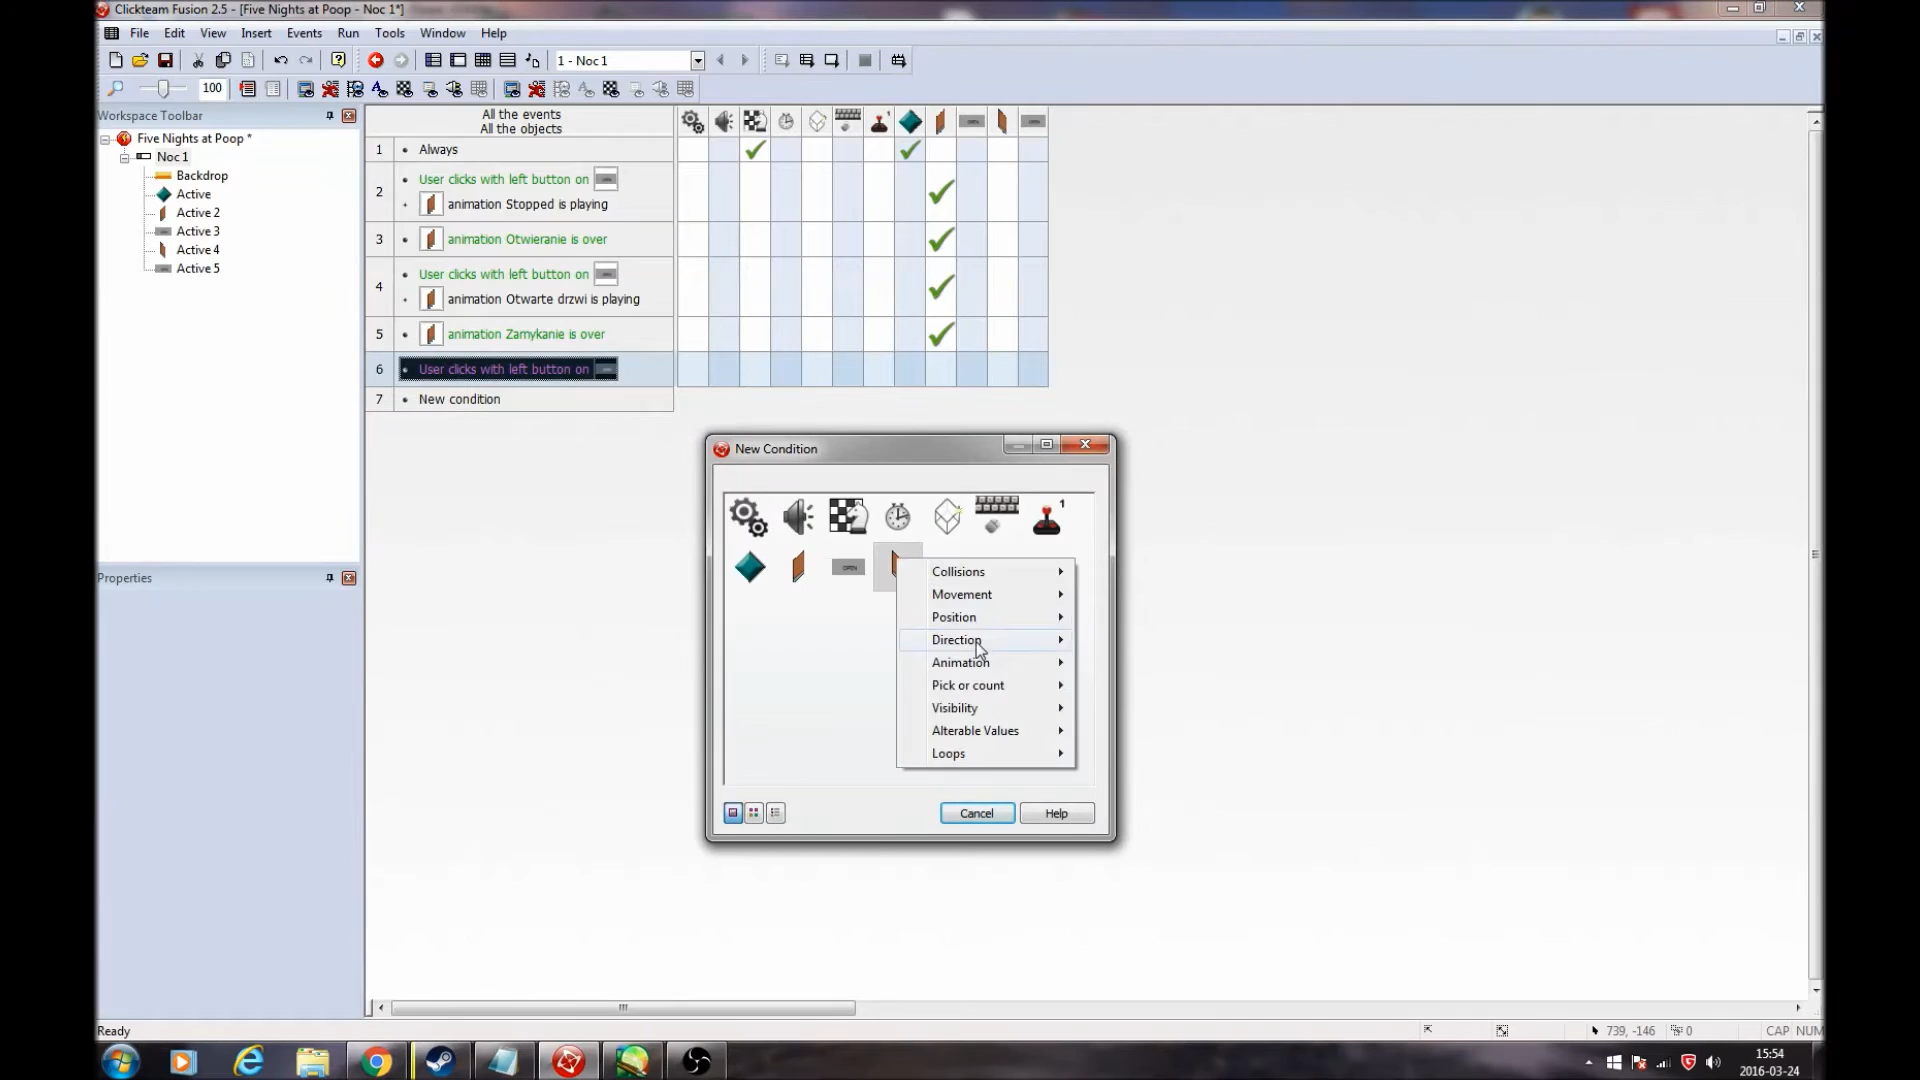 Clickteam Fusion 2.5 - [Five Nights at Poop - Noc 1*]
File Edit View Insert Events Run Tools Window Help
1 - Noc 1
100
Workspace Toolbar
Five Nights at Poop *
Noc 1
Backdrop
Active
Active 2
Active 3
Active 4
Active 5
Properties
All the events
All the objects
1
1 Always
2 User clicks with left button on
animation Stopped is playing
3 animation Otwieranie is over
4 User clicks with left button on
animation Otwarte drzwi is playing
5 animation Zamykanie is over
6 User clicks with left button on
7 New condition
New Condition
1
OPEN
Collisions
Movement
Position
Direction
Animation
Pick or count
Visibility
Alterable Values
Loops
Cancel Help
Ready
739, -146 0 CAP NUM
15:54
2016-03-24